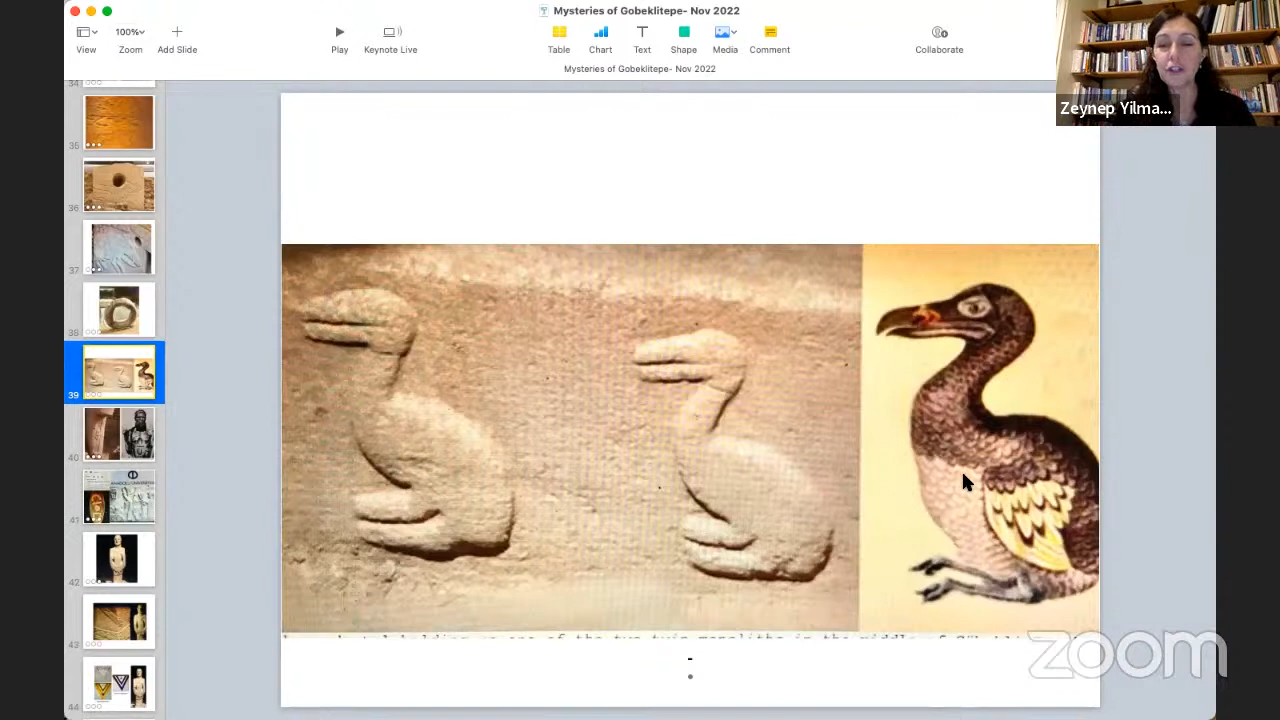 Mysteries of Gobeklitepe- Nov 2022
View
100%
Zoom
Add Slide
Play
Keynote Live
Table
Chart
Text
Shape
Media
Comment
Collaborate
Mysteries of Gobeklitepe- Nov 2022
Zeynep Yilma...
34
35
36
37
38
39
40
41
42
43
44
zoom